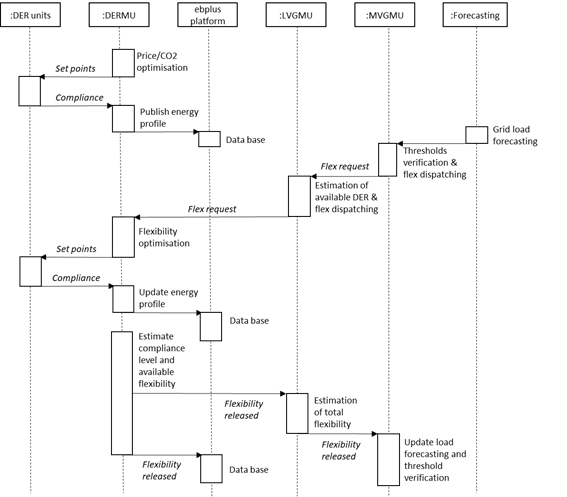 :DER units
:DERMU
ebplus
platform
:LVGMU
:MVGMU
:Forecasting
Price/CO2
optimisation
Set points
Compliance
Publish energy
profile
Data base
Grid load
forecasting
Thresholds
verification &
flex dispatching
Flex request
Estimation of
available DER &
flex dispatching
Flex request
Flexibility
optimisation
Set points
Compliance
Update energy
profile
Data base
Estimate
compliance
level and
available
flexibility
Flexibility
released
Estimation
of total
flexibility
Flexibility
released
Update load
forecasting and
threshold
verification
Flexibility
released
Data base